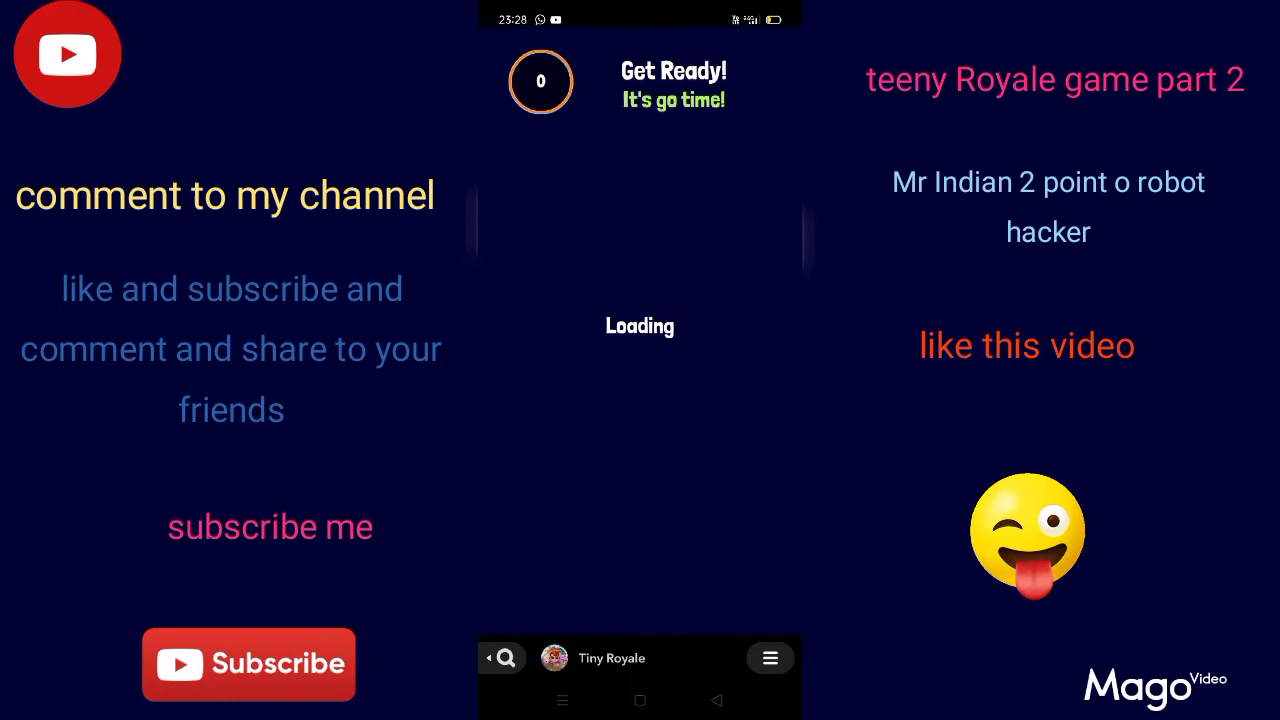 comment to my channel
like and subscribe and
comment and share to your
friends
subscribe me
Subscribe
23:28
0
Get Ready!
It's go time!
Loading
Tiny Royale
teeny Royale game part 2
Mr Indian 2 point o robot
hacker
like this video
Mago Video